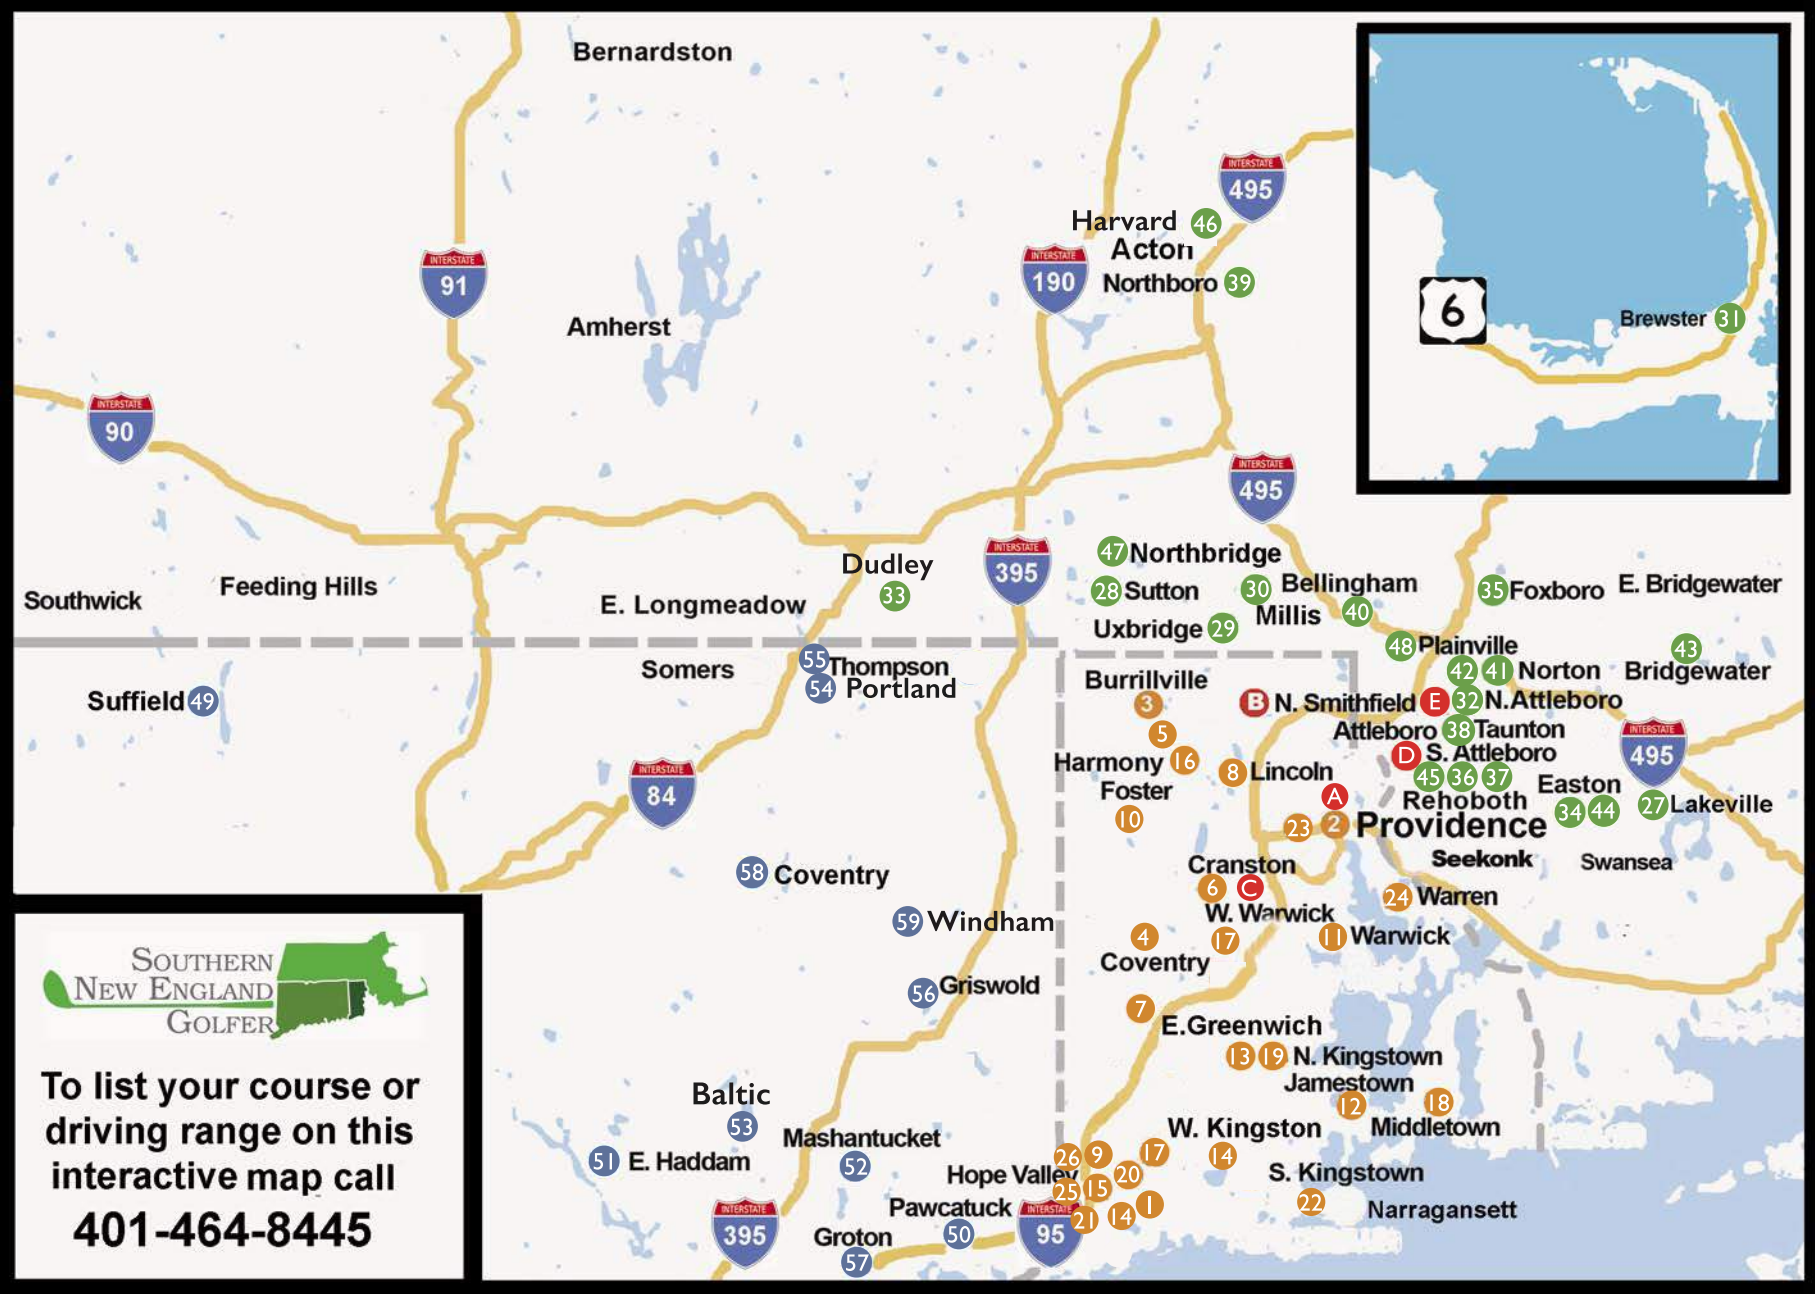 Bernardston
INTERSTATE
495
Harvard 46
Acton
Northboro 39
INTERSTATE
190
INTERSTATE
91
Amherst
6
Brewster 31
INTERSTATE
90
INTERSTATE
495
INTERSTATE
395
47 Northbridge
Dudley
33
28 Sutton
30 Bellingham
Millis
40
35 Foxboro
E. Bridgewater
Southwick
Feeding Hills
E. Longmeadow
Uxbridge 29
48 Plainville
43
Bridgewater
42 41 Norton
55 Thompson
54 Portland
Somers
Suffield 49
Burrillville
3
B N. Smithfield
E 32 N.Attleboro
Attleboro 38 Taunton
D S. Attleboro
45 36 37
Rehoboth
INTERSTATE
495
5
Harmony 16
8 Lincoln
Foster
10
A
23 2 Providence
Easton
34 44
27 Lakeville
INTERSTATE
84
Seekonk
Swansea
Cranston
6 C
58 Coventry
24 Warren
W. Warwick
17
11 Warwick
59 Windham
4
Coventry
56 Griswold
7
E.Greenwich
13 19 N. Kingstown
Jamestown
12
18
Middletown
Baltic
53
Mashantucket
52
51 E. Haddam
W. Kingston
14
S. Kingstown
22
Narragansett
26 9 17
Hope Valley
20
25 15
1
21 14
Pawcatuck
50
INTERSTATE
95
INTERSTATE
395
Groton
57
SOUTHERN
NEW ENGLAND
GOLFER
To list your course or
driving range on this
interactive map call
401-464-8445